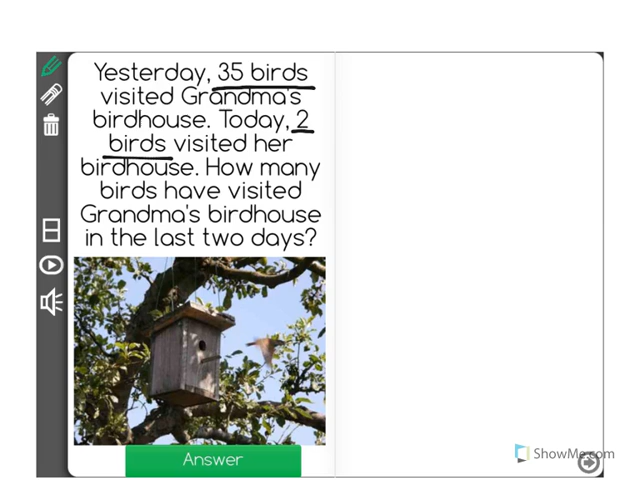 Yesterday, 35 birds
visited Grandma's
birdhouse. Today, 2
birds visited her
birdhouse. How many
birds have visited
Grandma's birdhouse
in the last two days?
Answer
ShowMe.com